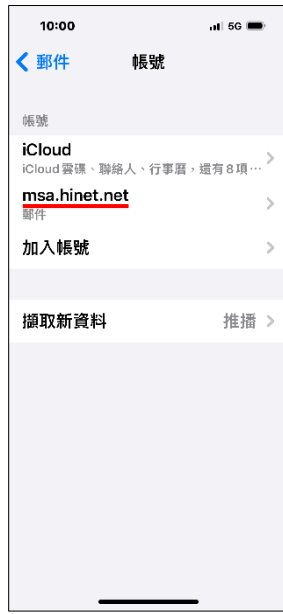 10:00 5G
郵件 帳號
帳號
iCloud
iCloud 雲碟、聯絡人、行事曆，還有8項…
msa.hinet.net
郵件
加入帳號
擷取新資料 推播